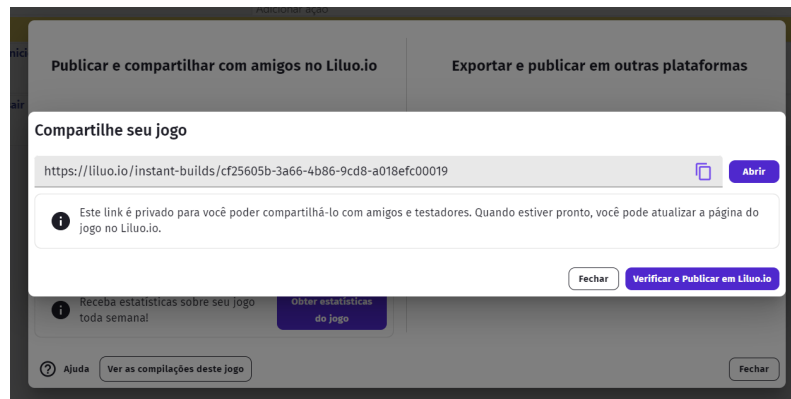 Adicionar ação
nici
Publicar e compartilhar com amigos no Liluo.io
Exportar e publicar em outras plataformas
air
Compartilhe seu jogo
https://liluo.io/instant-builds/cf25605b-3a66-4b86-9cd8-a018efc00019
Abrir
Este link é privado para você poder compartilhá-lo com amigos e testadores. Quando estiver pronto, você pode atualizar a página do
jogo no Liluo.io.
Fechar
Verificar e Publicar em Liluo.io
Receba estatísticas sobre seu jogo
toda semana!
Obter estatísticas
do jogo
Ajuda
Ver as compilações deste jogo
Fechar